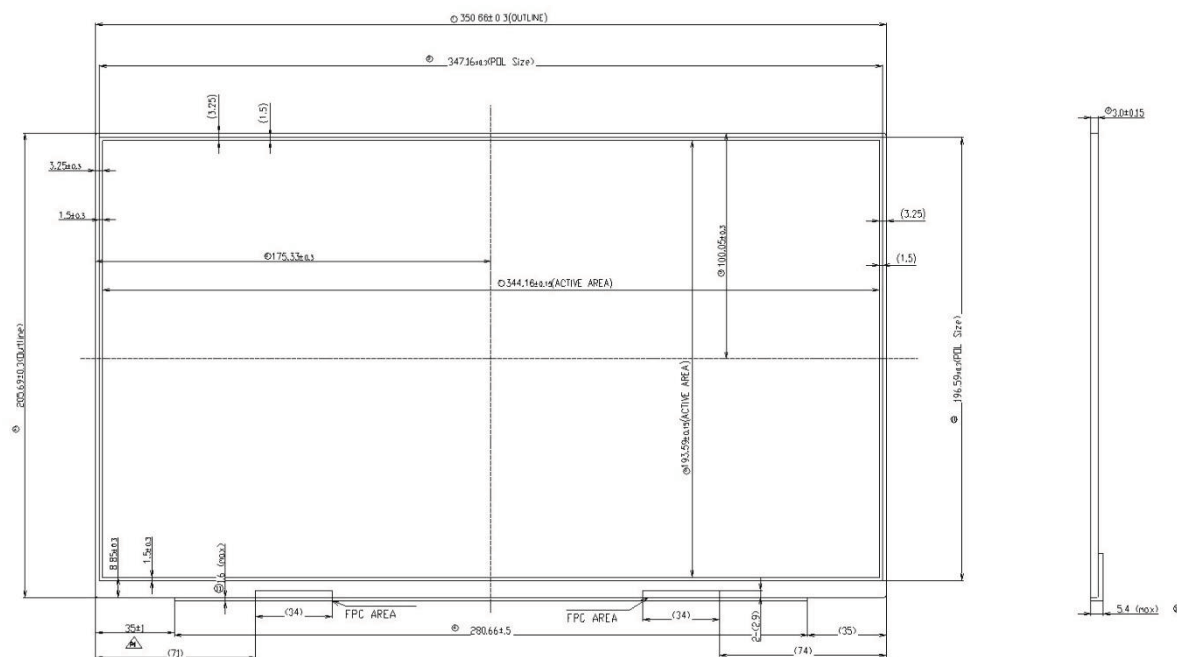 350.66±0.3(OUTLINE)
347.16±0.3(POL Size)
(3.25)
(1.5)
3.0±0.15
3.25±0.3
1.5±0.3
(3.25)
(1.5)
175.33±0.3
100.05±0.3
344.16±0.15(ACTIVE AREA)
205.69±0.3(Outline)
193.59±0.15(ACTIVE AREA)
196.59±0.3(POL Size)
8.85±0.3
1.5±0.3
1.6 (max)
(34)
FPC AREA
FPC AREA
(34)
2-(2.9)
5.4 (max)
35±1
280.66±.5
(35)
(71)
(74)